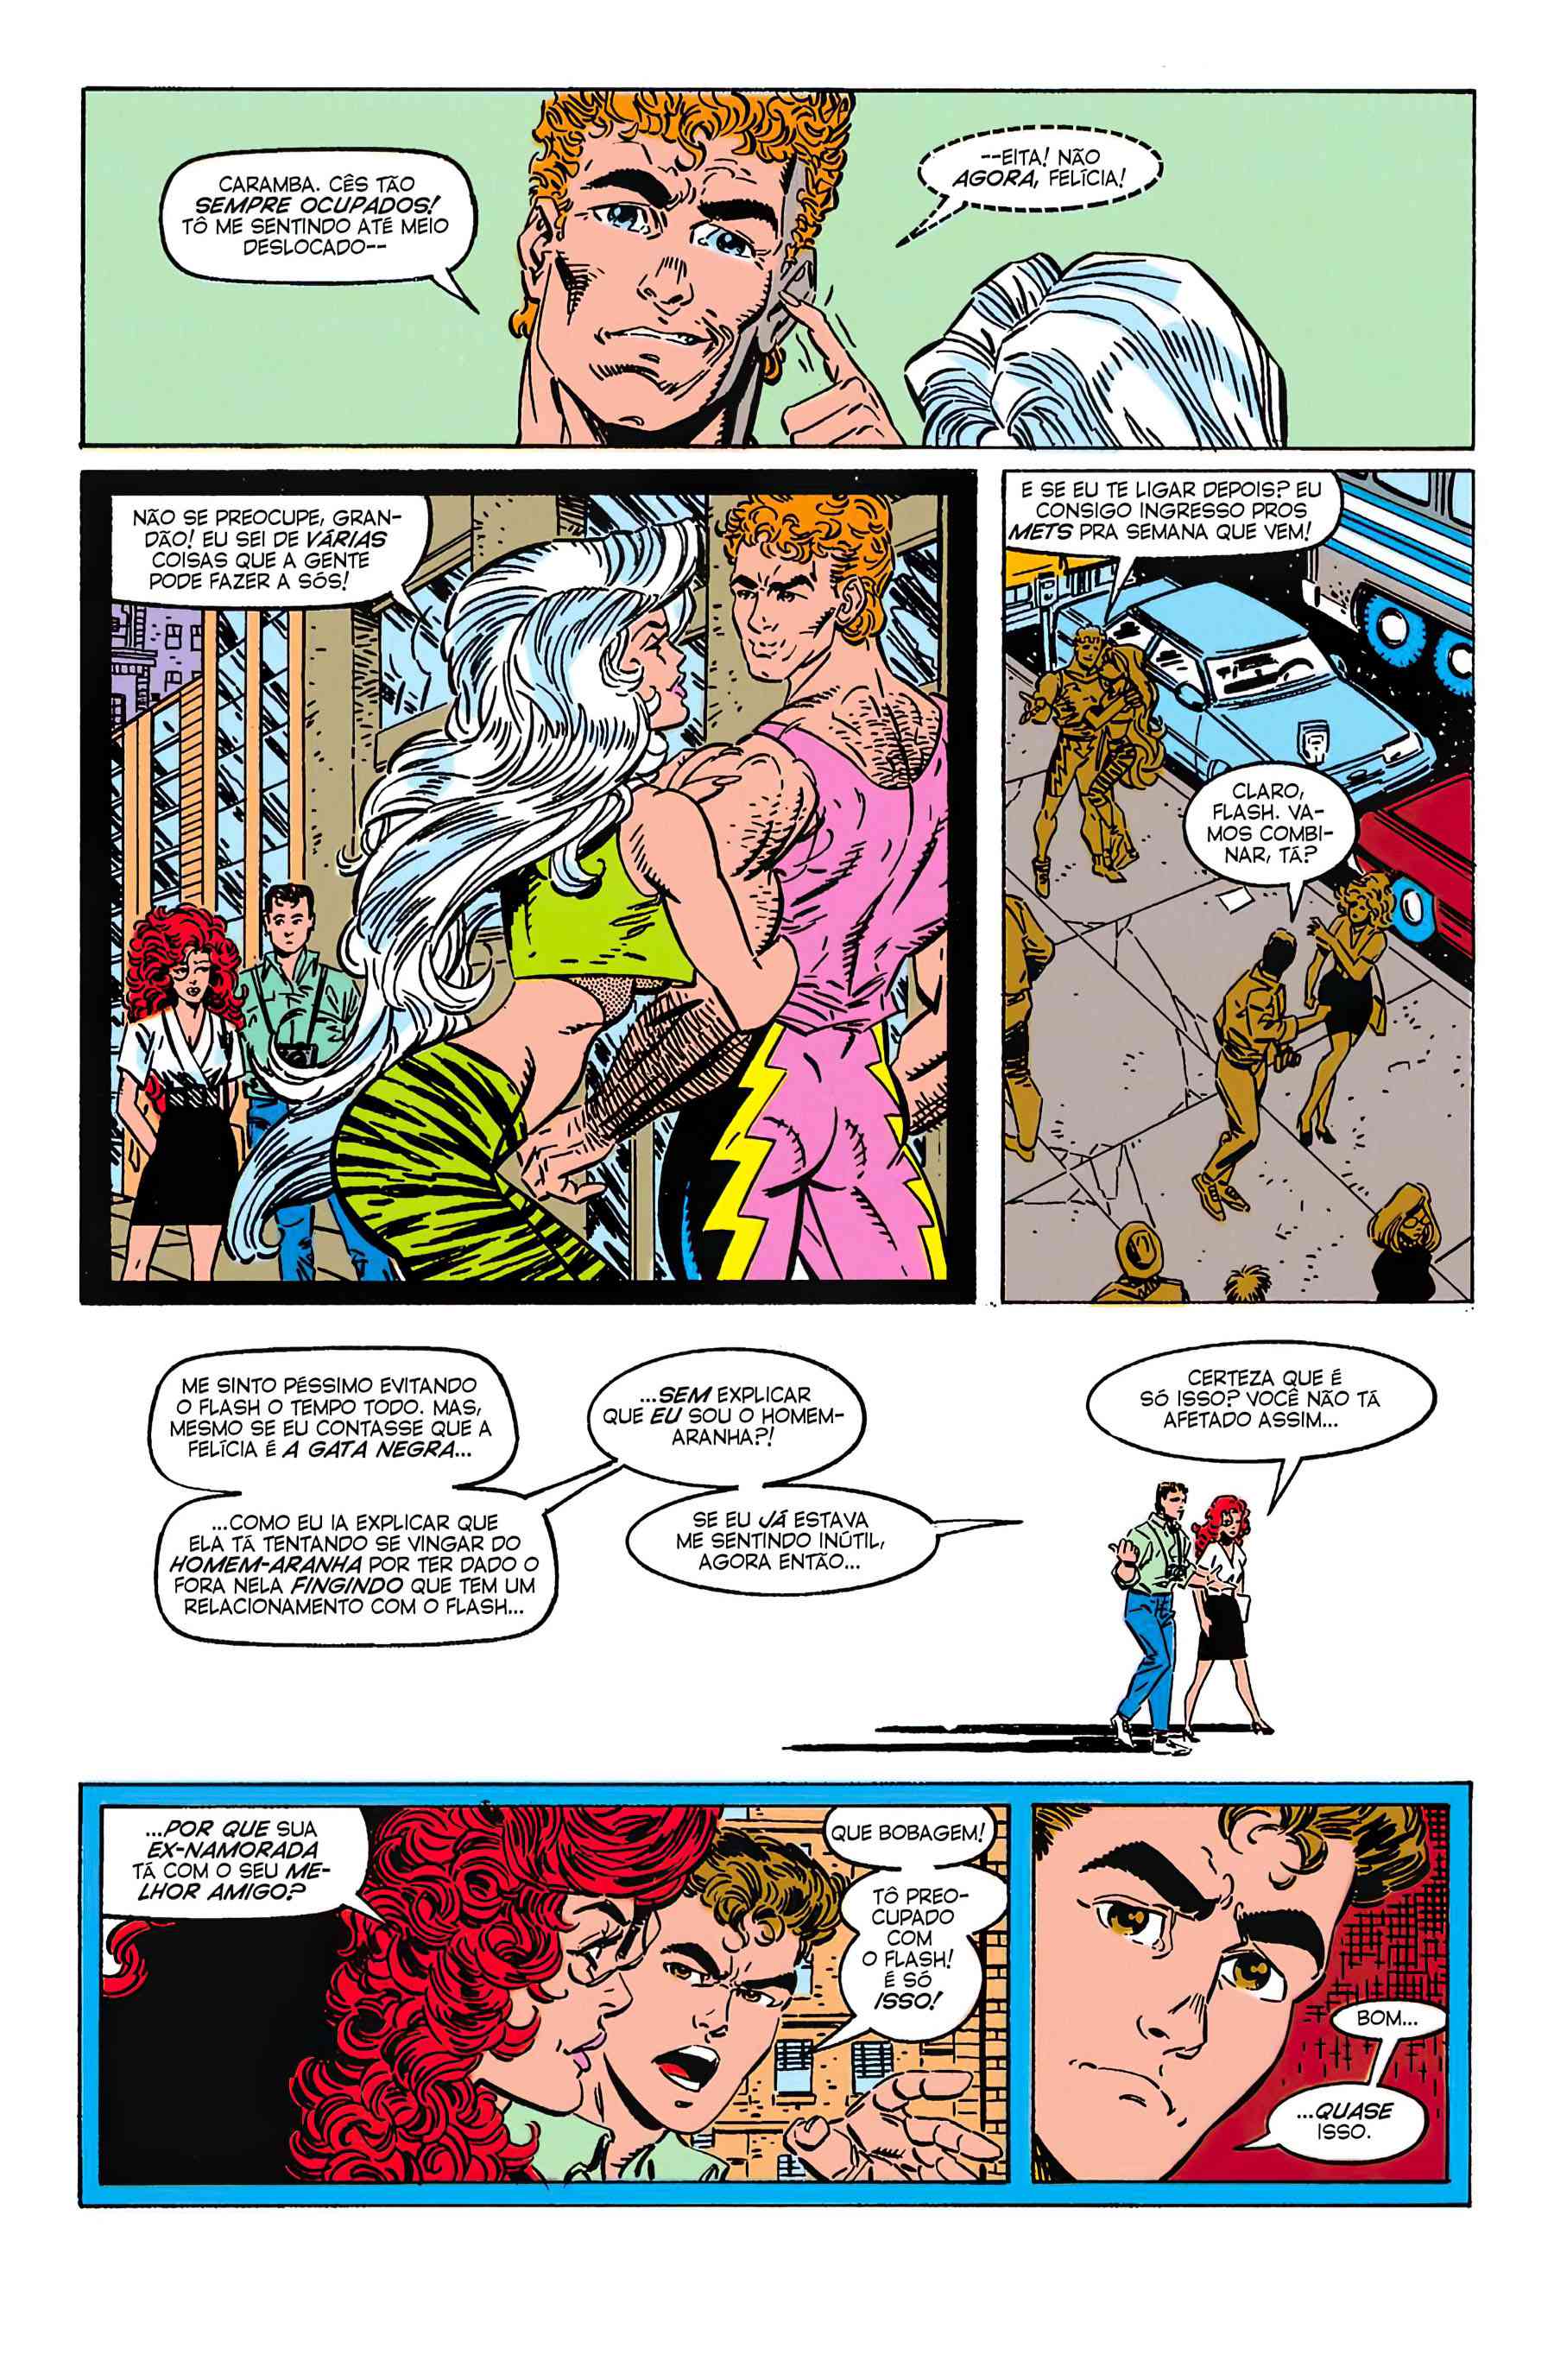 CARAMBA. CÊS TÃO
SEMPRE OCUPADOS!
TÔ ME SENTINDO ATÉ MEIO
DESLOCADO--
--EITA! NÃO
AGORA, FELÍCIA!
NÃO SE PREOCUPE, GRAN-
DÃO! EU SEI DE VÁRIAS
COISAS QUE A GENTE
PODE FAZER A SÓS!
E SE EU TE LIGAR DEPOIS? EU
CONSIGO INGRESSO PROS
METS PRA SEMANA QUE VEM!
CLARO,
FLASH. VA-
MOS COMBI-
NAR, TÁ?
ME SINTO PÉSSIMO EVITANDO
O FLASH O TEMPO TODO. MAS,
MESMO SE EU CONTASSE QUE A
FELÍCIA É A GATA NEGRA...
...COMO EU IA EXPLICAR QUE
ELA TÁ TENTANDO SE VINGAR DO
HOMEM-ARANHA POR TER DADO O
FORA NELA FINGINDO QUE TEM UM
RELACIONAMENTO COM O FLASH...
...SEM EXPLICAR
QUE EU SOU O HOMEM-
ARANHA?!
SE EU JÁ ESTAVA
ME SENTINDO INÚTIL,
AGORA ENTÃO...
CERTEZA QUE É
SÓ ISSO? VOCÊ NÃO TÁ
AFETADO ASSIM...
...POR QUE SUA
EX-NAMORADA
TÁ COM O SEU ME-
LHOR AMIGO?
QUE BOBAGEM!
TÔ PREO-
CUPADO
COM
O FLASH!
É SÓ
ISSO!
BOM...
...QUASE
ISSO.